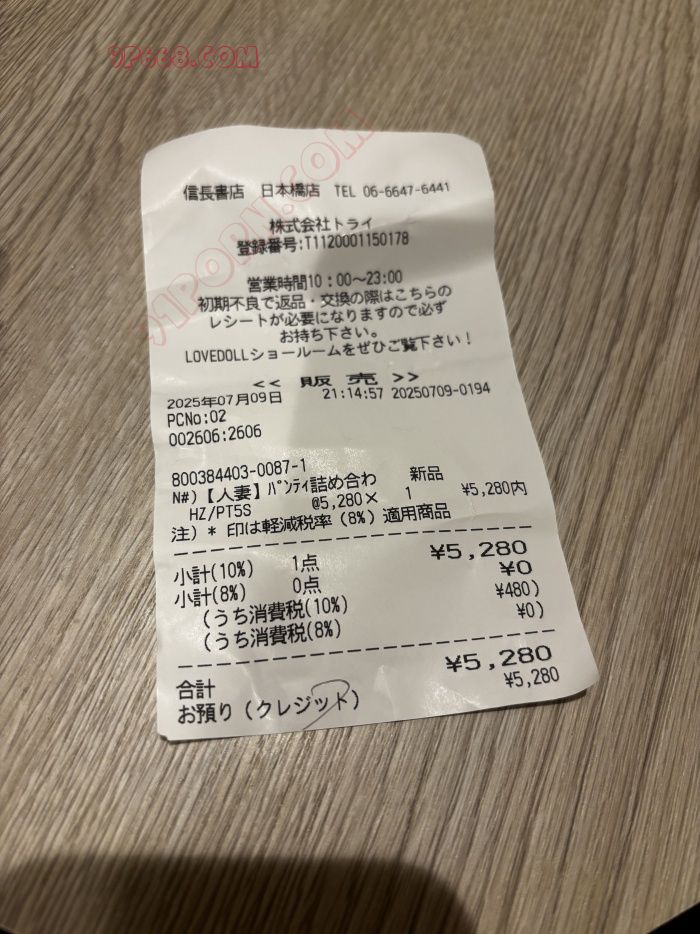 9P668.COM
91PORN.COM
信長書店 日本橋店 TEL 06-6647-6441
株式会社トライ
登録番号:T1120001150178
営業時間10:00～23:00
初期不良で返品・交換の際はこちらの
レシートが必要になりますので必ず
お持ち下さい。
LOVEDOLLショールームをぜひご覧下さい!
<< 販 売 >>
2025年07月09日 21:14:57 20250709-0194
PCNo:02
002606:2606
800384403-0087-1
N#)【人妻】ﾊﾟﾝﾃｨ詰め合わ 新品
HZ/PT5S @5,280× 1 ¥5,280内
注) * 印は軽減税率(8%)適用商品
小計(10%) 1点 ¥5,280
小計(8%) 0点 ¥0
(うち消費税(10%) ¥480)
(うち消費税(8%) ¥0)
合計 ¥5,280
お預り(クレジット) ¥5,280